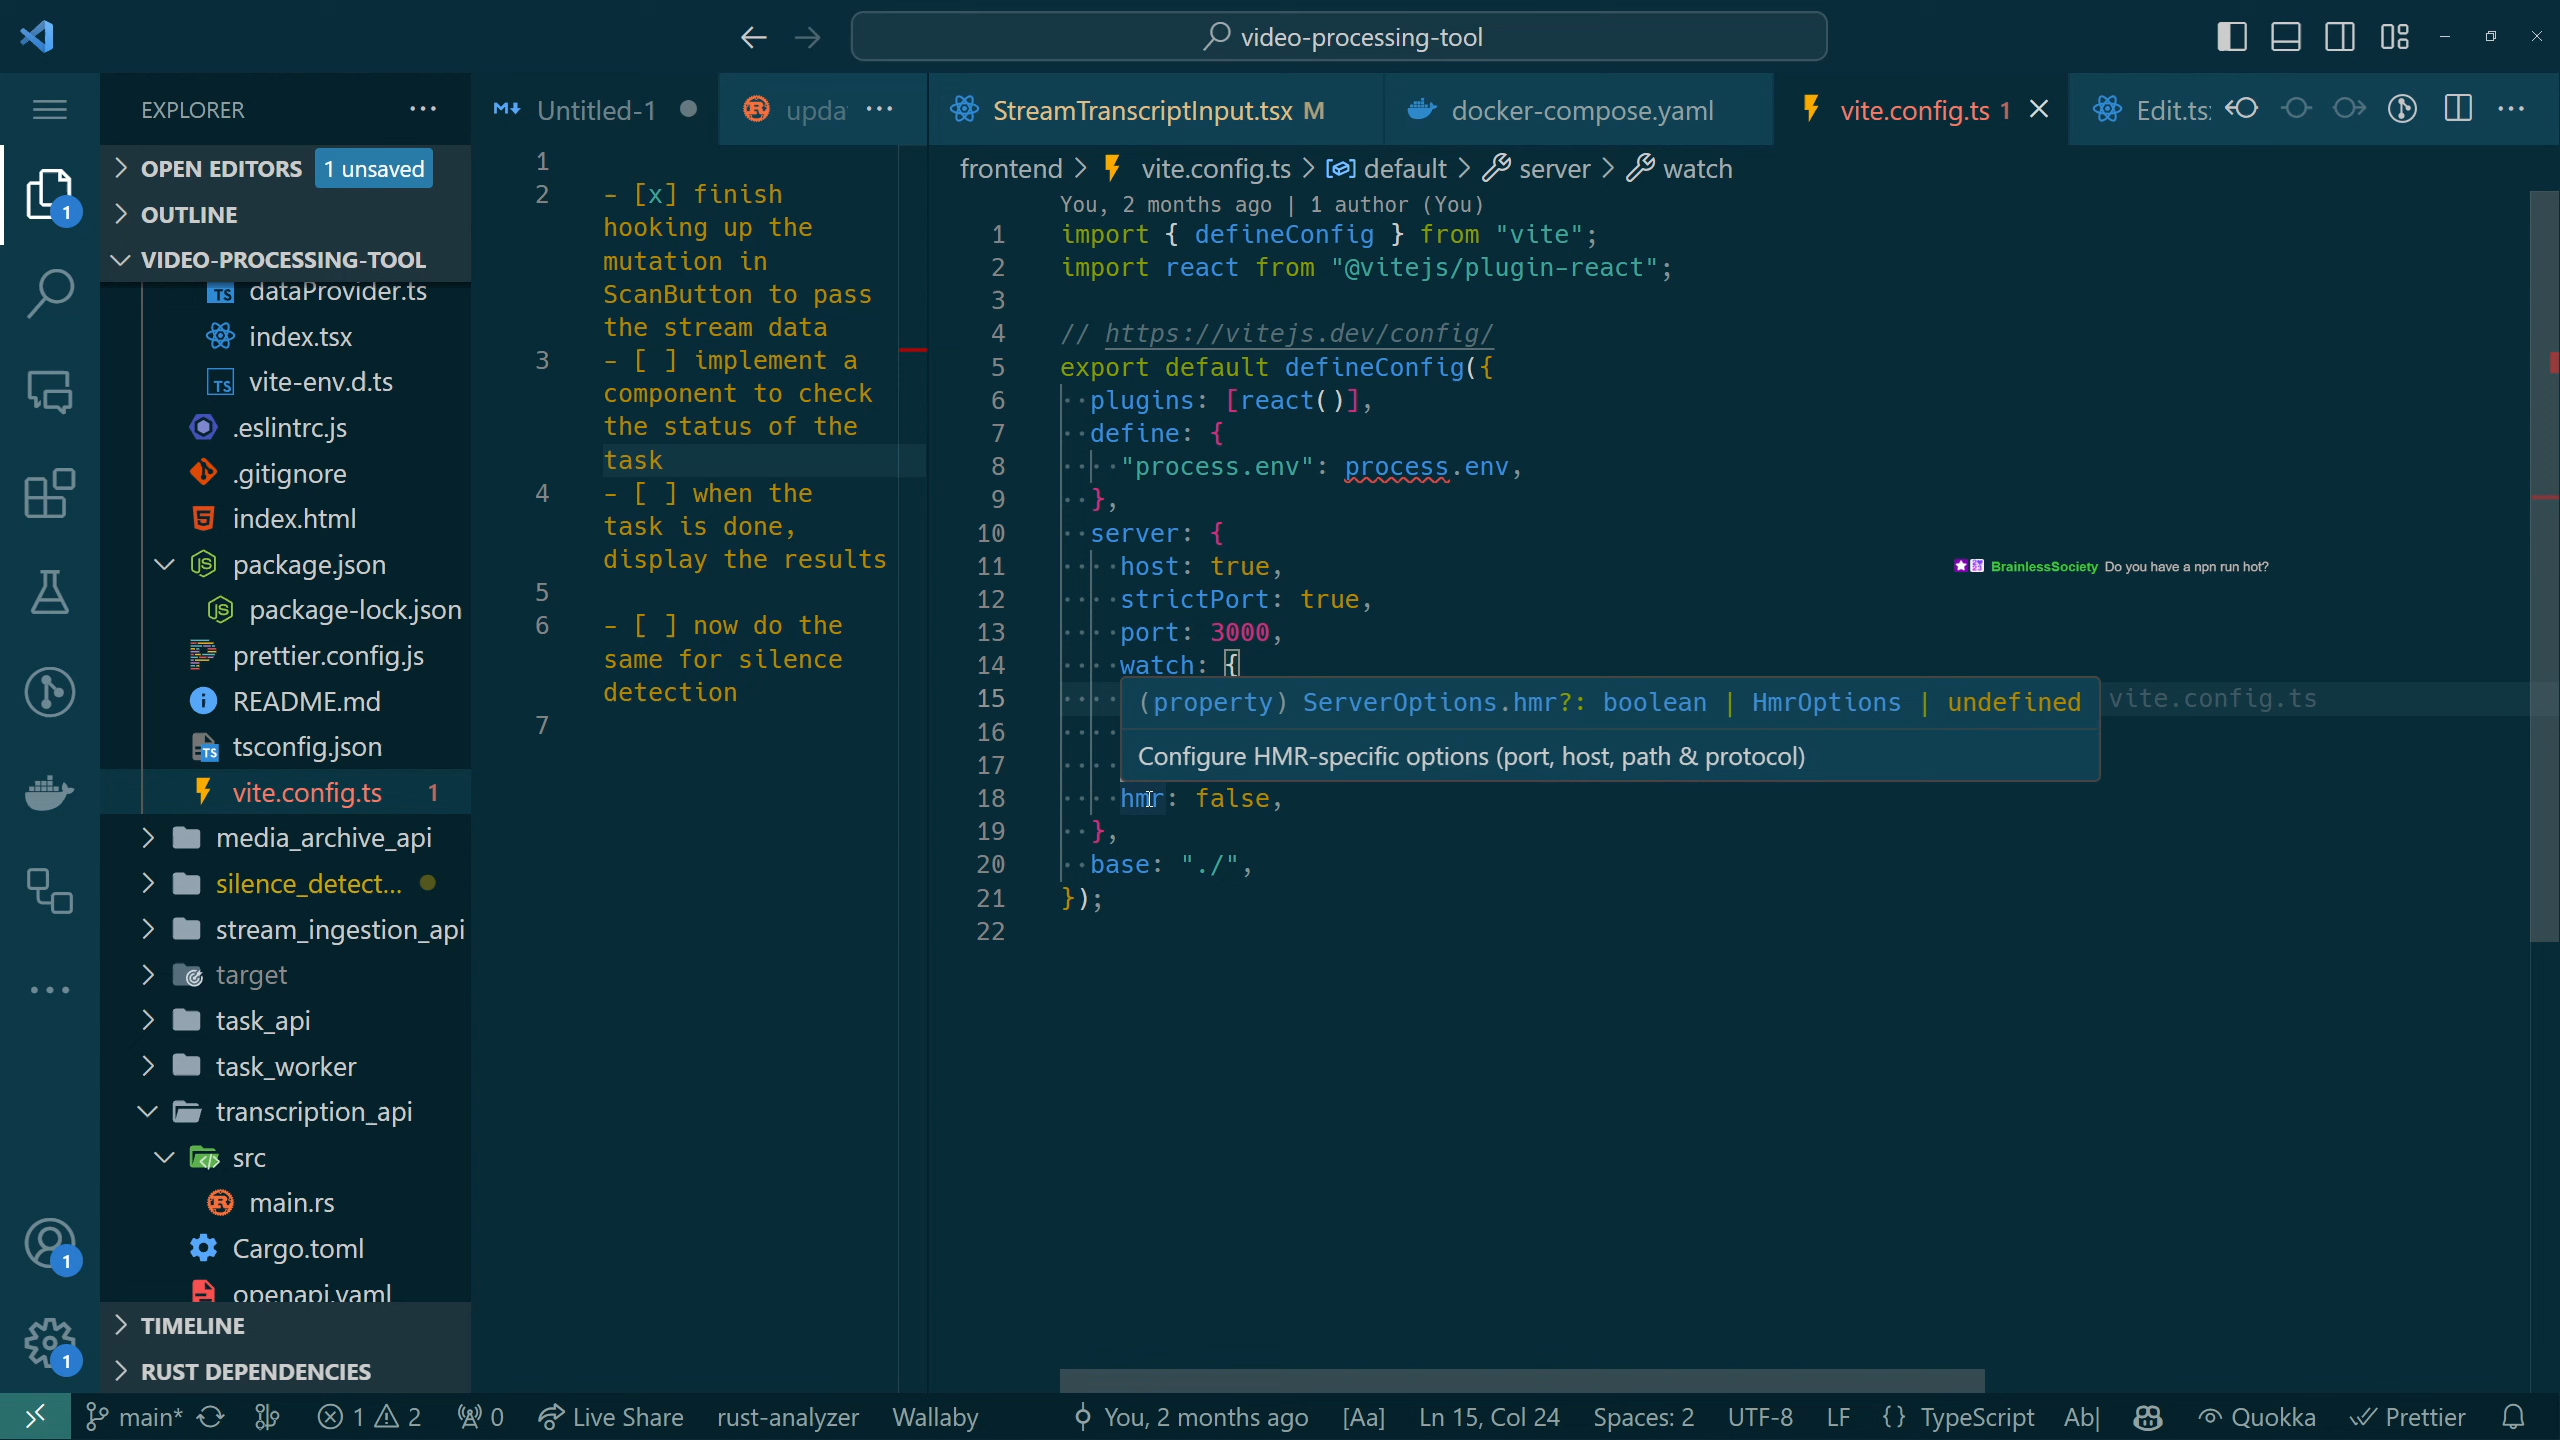 video-processing-tool
EXPLORER
OPEN EDITORS 1 unsaved
OUTLINE
VIDEO-PROCESSING-TOOL
dataProvider.ts
index.tsx
vite-env.d.ts
.eslintrc.js
.gitignore
index.html
package.json
package-lock.json
prettier.config.js
README.md
tsconfig.json
vite.config.ts 1
media_archive_api
silence_detect...
stream_ingestion_api
target
task_api
task_worker
transcription_api
src
main.rs
Cargo.toml
openapi.yaml
TIMELINE
RUST DEPENDENCIES
1
1
1
Untitled-1
upda
1
2 - [x] finish
hooking up the
mutation in
ScanButton to pass
the stream data
3 - [ ] implement a
component to check
the status of the
task
4 - [ ] when the
task is done,
display the results
5
6 - [ ] now do the
same for silence
detection
7
StreamTranscriptInput.tsx M
docker-compose.yaml
vite.config.ts 1
Edit.ts
frontend > vite.config.ts > default > server > watch
You, 2 months ago | 1 author (You)
1 import { defineConfig } from "vite";
2 import react from "@vitejs/plugin-react";
3
4 // https://vitejs.dev/config/
5 export default defineConfig({
6 plugins: [react()],
7 define: {
8 "process.env": process.env,
9 },
10 server: {
11 host: true,
12 strictPort: true,
13 port: 3000,
14 watch: {
15 vite.config.ts
(property) ServerOptions.hmr?: boolean | HmrOptions | undefined
16
Configure HMR-specific options (port, host, path & protocol)
17
18 hmr: false,
19 },
20 base: "./",
21 });
22
BrainlessSociety Do you have a npn run hot?
main* 1 2 0 Live Share rust-analyzer Wallaby You, 2 months ago [Aa] Ln 15, Col 24 Spaces: 2 UTF-8 LF {} TypeScript Ab| Quokka Prettier